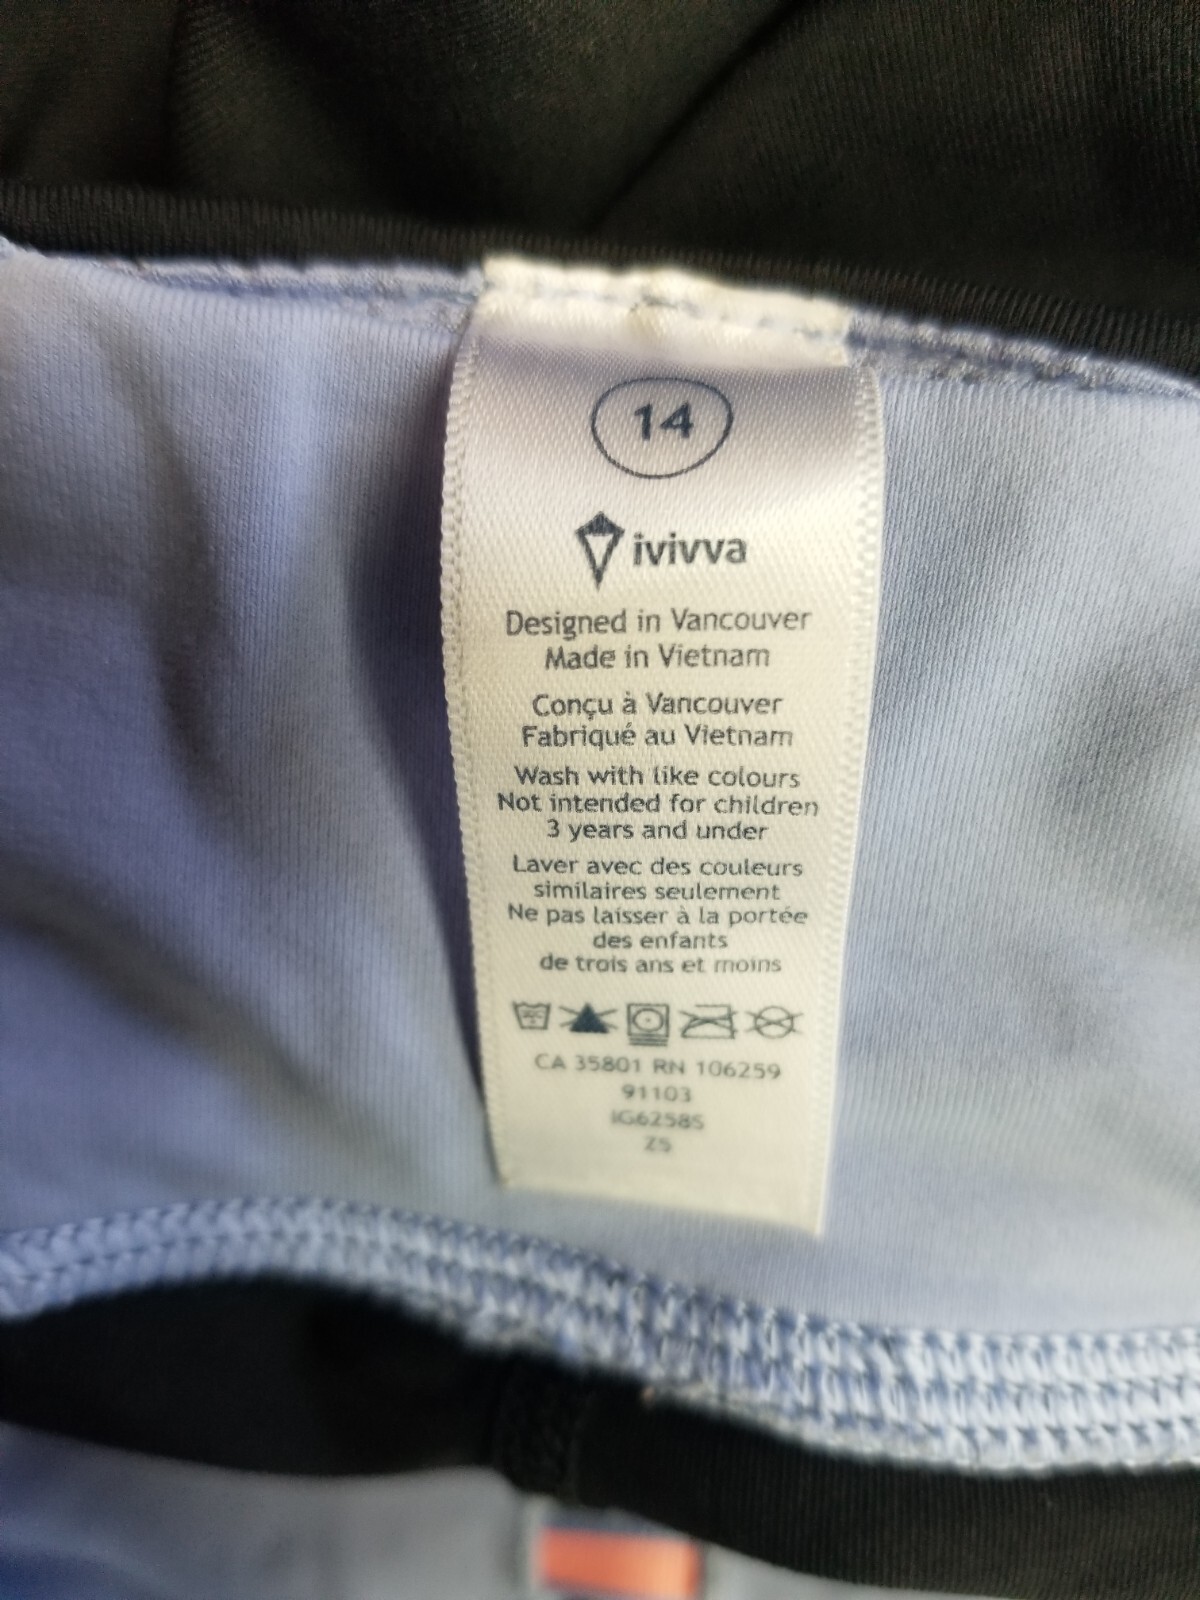 14
ivivva
Designed in Vancouver
Made in Vietnam
Conçu à Vancouver
Fabriqué au Vietnam
Wash with like colours
Not intended for children
3 years and under
Laver avec des couleurs
similaires seulement
Ne pas laisser à la portée
des enfants
de trois ans et moins
CA 35801 RN 106259
91103
IG6258S
Z5